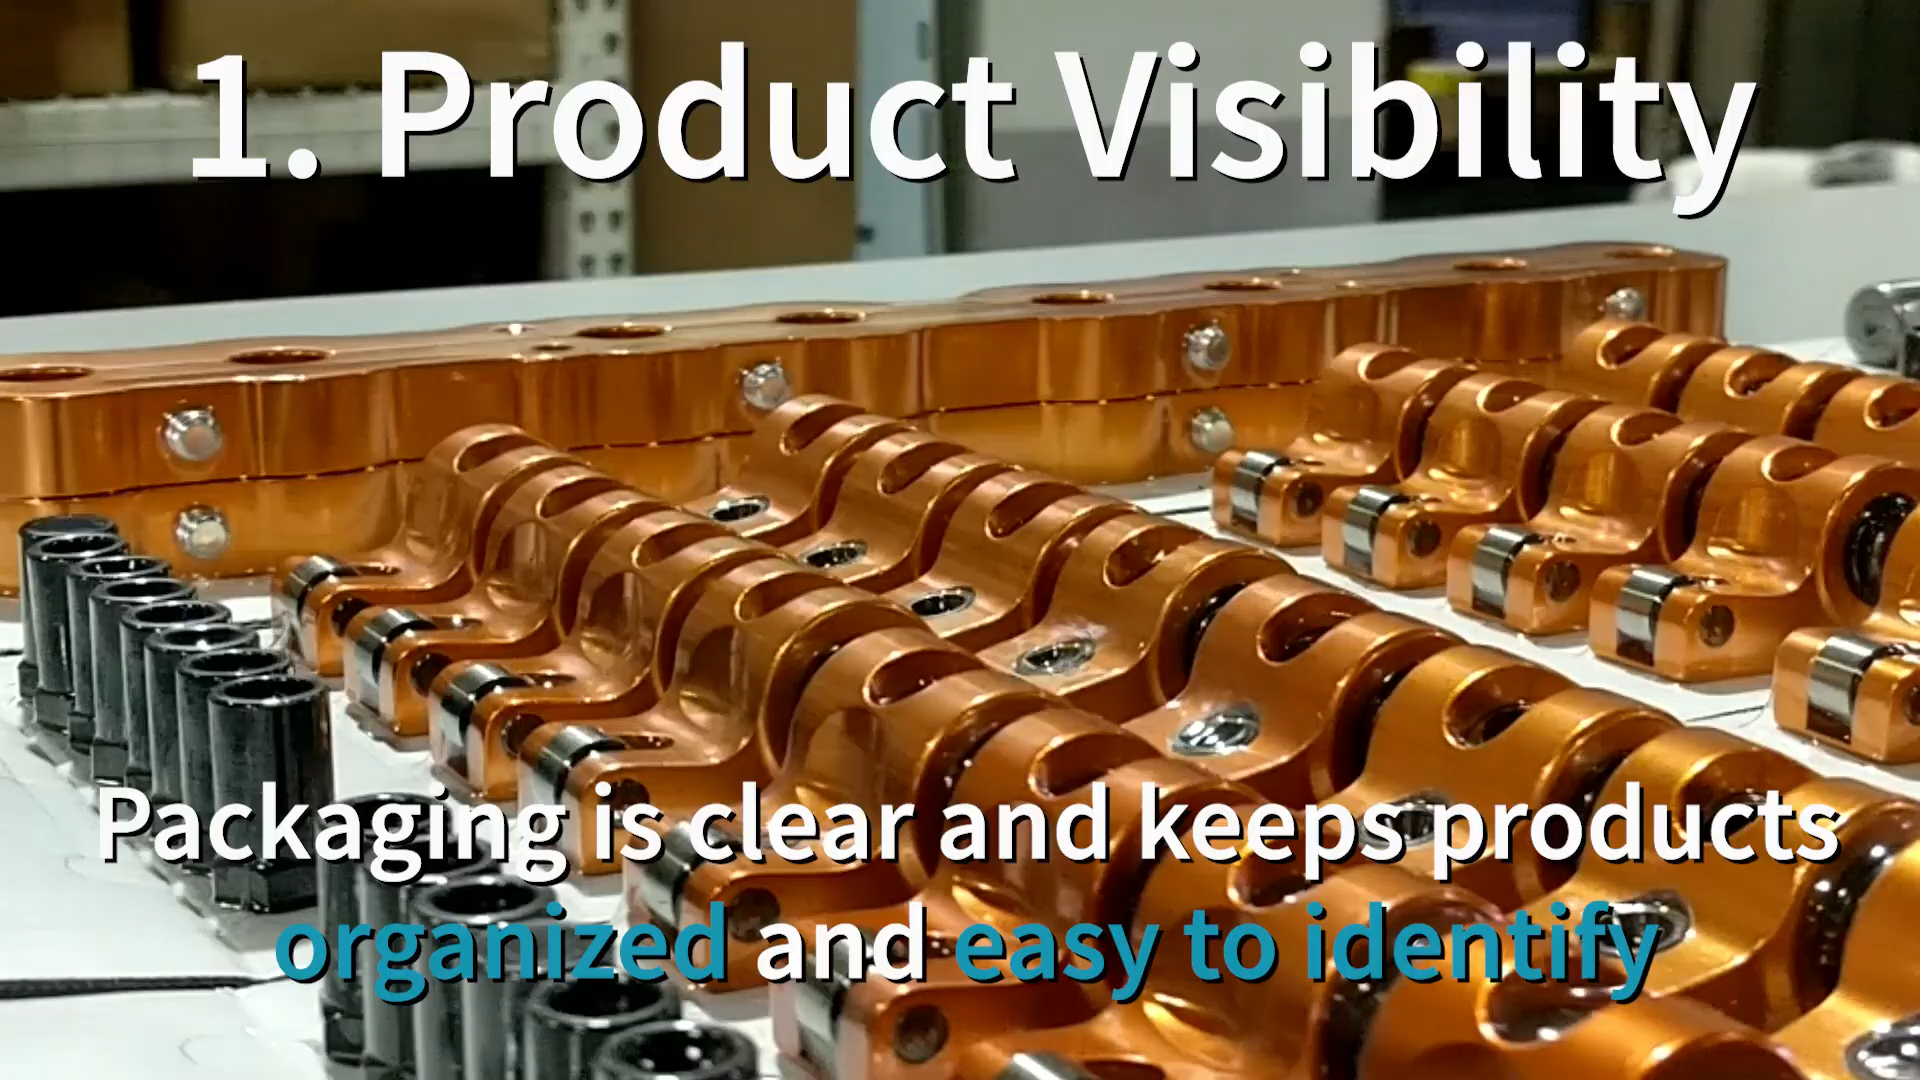 1. Product Visibility
Packaging is clear and keeps products
organized and easy to identify